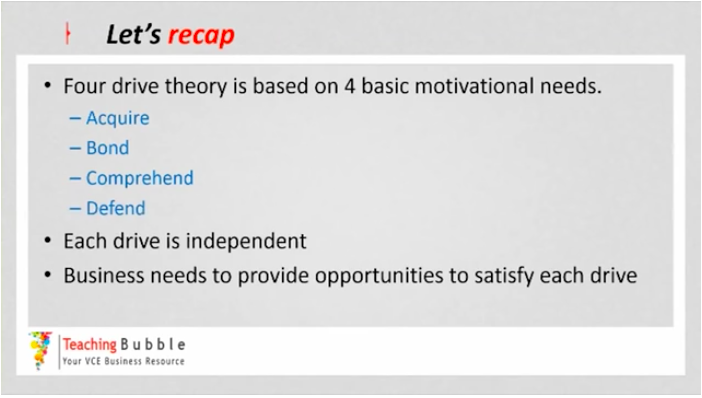 Let's recap
• Four drive theory is based on 4 basic motivational needs.
– Acquire
– Bond
– Comprehend
– Defend
• Each drive is independent
• Business needs to provide opportunities to satisfy each drive
Teaching Bubble
Your VCE Business Resource